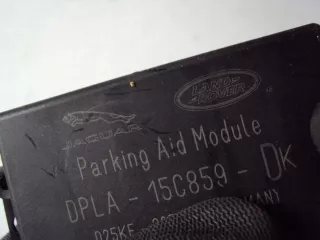 JAGUAR
LAND-
-ROVER
Parking Aid Module
DPLA - 15C859 - DK